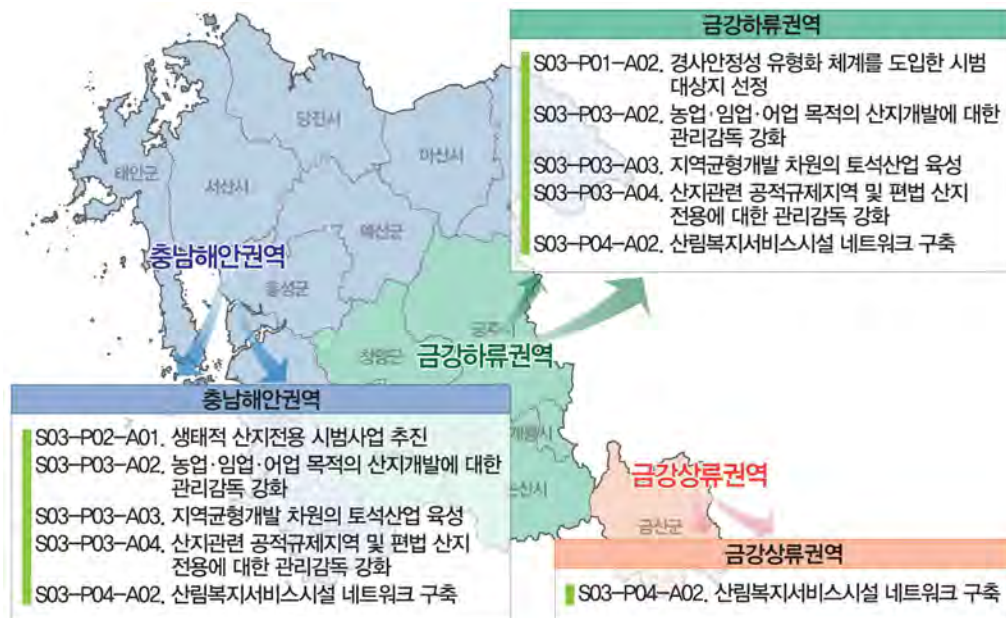 금강하류권역
S03-P01-A02. 경사안정성 유형화 체계를 도입한 시범
대상지 선정
S03-P03-A02. 농업·임업·어업 목적의 산지개발에 대한
관리감독 강화
S03-P03-A03. 지역균형개발 차원의 토석산업 육성
S03-P03-A04. 산지관련 공적규제지역 및 편법 산지
전용에 대한 관리감독 강화
S03-P04-A02. 산림복지서비스시설 네트워크 구축
당진시
아산시
태안군
서산시
예산군
충남해안권역
홍성군
공주시
청양군
금강하류권역
충남해안권역
S03-P02-A01. 생태적 산지전용 시범사업 추진
S03-P03-A02. 농업·임업·어업 목적의 산지개발에 대한
관리감독 강화
S03-P03-A03. 지역균형개발 차원의 토석산업 육성
S03-P03-A04. 산지관련 공적규제지역 및 편법 산지
전용에 대한 관리감독 강화
S03-P04-A02. 산림복지서비스시설 네트워크 구축
계룡시
논산시
금강상류권역
금산군
금강상류권역
S03-P04-A02. 산림복지서비스시설 네트워크 구축